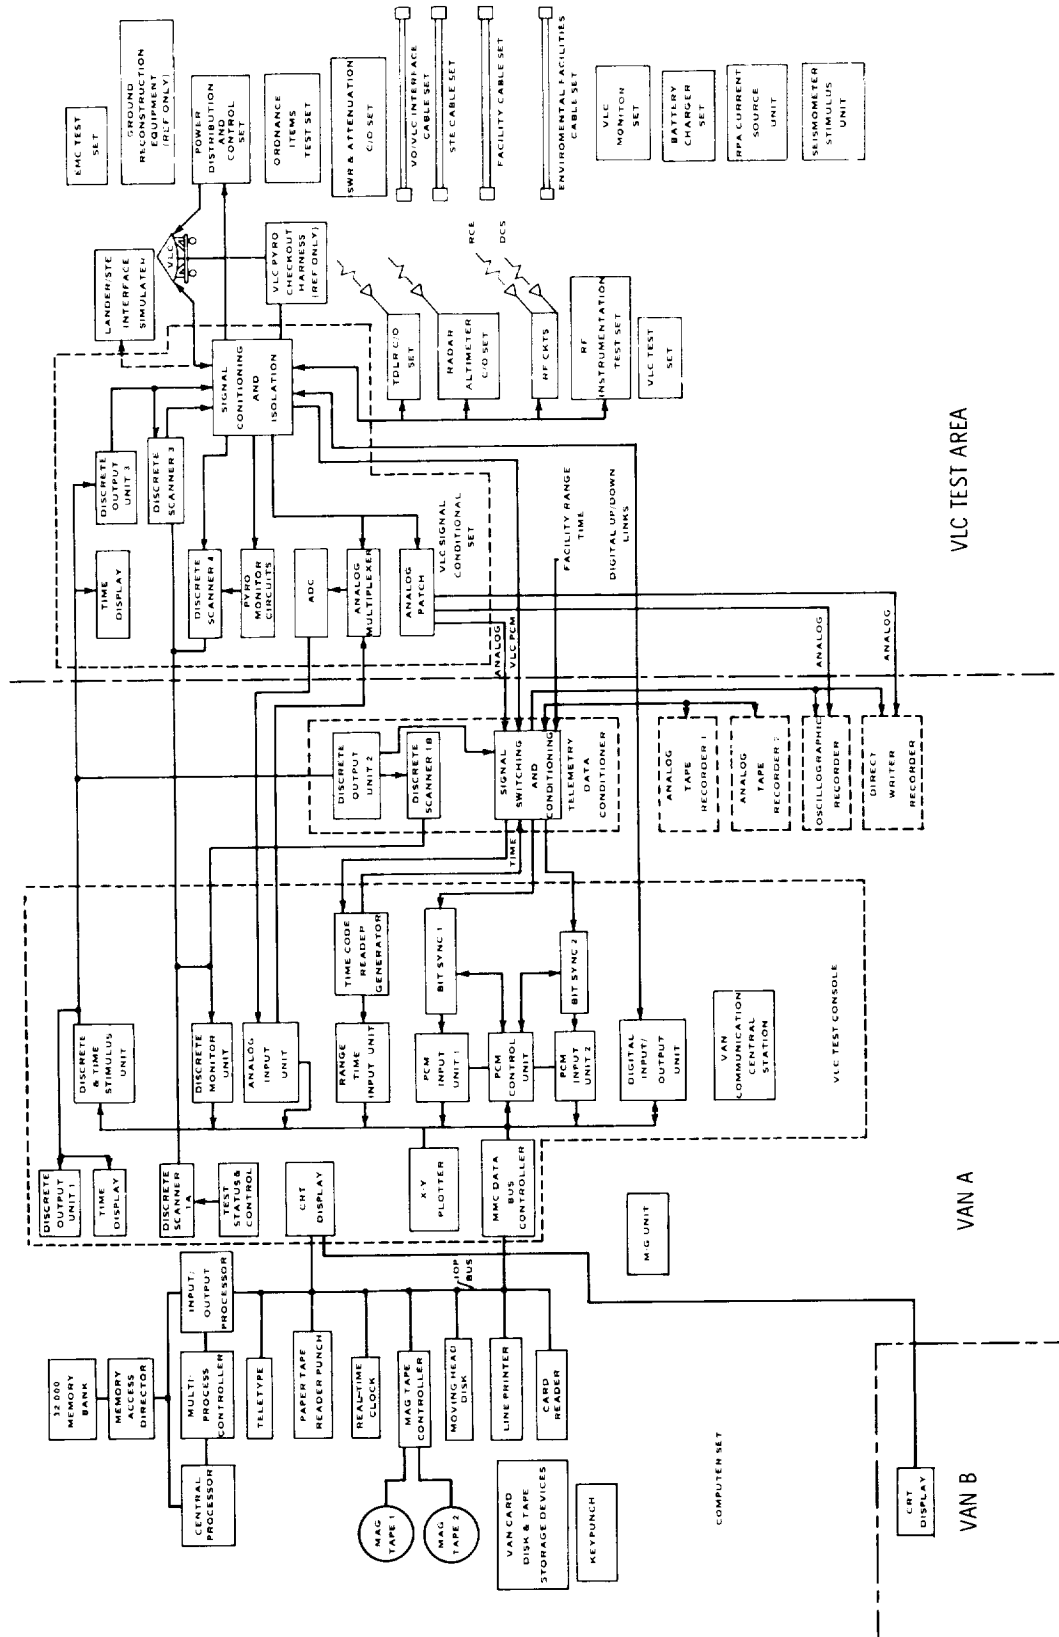 EMC TEST
SET
GROUND
RECONSTRUCTION
EQUIPMENT
(REF ONLY)
POWER
DISTRIBUTION
AND
CONTROL
SET
ORDNANCE
ITEMS
TEST SET
SWR & ATTENUATION
C/O SET
VO/VLC INTERFACE
CABLE SET
STE CABLE SET
FACILITY CABLE SET
ENVIROMENTAL FACILITIES
CABLE SET
VLC
MONITOR
SET
BATTERY
CHARGER
SET
RPA CURRENT
SOURCE
UNIT
SEISMOMETER
STIMULUS
UNIT
LANDER/STE
INTERFACE
SIMULATER
VLC
VLC PYRO
CHECKOUT
HARNESS
(REF ONLY)
RCE
DCS
TDLR C/O
SET
RADAR
ALTIMETER
C/O SET
RF CKTS
RF
INSTRUMENTATION
TEST SET
VLC TEST
SET
SIGNAL
CONTIONING
AND
ISOLATION
DISCRETE
OUTPUT
UNIT 3
DISCRETE
SCANNER 3
TIME
DISPLAY
DISCRETE
SCANNER 4
PYRO
MONITOR
CIRCUITS
ADC
ANALOG
MULTIPLEXER
ANALOG
PATCH
VLC SIGNAL
CONDITIONAL
SET
FACILITY RANGE
TIME
DIGITAL UP/DOWN
LINKS
VLC TEST AREA
ANALOG
VLC PCM
ANALOG
ANALOG
DISCRETE
OUTPUT
UNIT 2
DISCRETE
SCANNER 1B
SIGNAL
SWITCHING
AND
CONDITIONING
TELEMETRY
DATA
CONDITIONER
ANALOG
TAPE
RECORDER 1
ANALOG
TAPE
RECORDER 2
OSCILLOGRAPHIC
RECORDER
DIRECT
WRITER
RECORDER
TIME
DISCRETE
& TIME
STIMULUS
UNIT
DISCRETE
MONITOR
UNIT
ANALOG
INPUT
UNIT
TIME CODE
READEP
GENERATOR
RANGE
TIME
INPUT UNIT
BIT SYNC 1
BIT SYNC 2
PCM
INPUT
UNIT 1
PCM
CONTROL
UNIT
PCM
INPUT
UNIT 2
DIGITAL
INPUT/
OUTPUT
UNIT
VAN
COMMUNICATION
CENTRAL
STATION
VLC TEST CONSOLE
DISCRETE
OUTPUT
UNIT 1
TIME
DISPLAY
DISCRETE
SCANNER
1A
TEST
STATUS &
CONTROL
CRT
DISPLAY
X-Y
PLOTTER
MMC DATA
BUS
CONTROLLER
M/G UNIT
VAN A
32,000
MEMORY
BANK
MEMORY
ACCESS
DIRECTOR
INPUT/
OUTPUT
PROCESSOR
MULTI-
PROCESS
CONTROLLER
CENTRAL
PROCESSOR
TELETYPE
PAPER TAPE
READER PUNCH
REAL-TIME
CLOCK
MAG TAPE
CONTROLLER
IOP
BUS
MOVING HEAD
DISK
LINE PRINTER
CARD
READER
MAG
TAPE 1
MAG
TAPE 2
VAN CARD
DISK & TAPE
STORAGE DEVICES
KEYPUNCH
COMPUTER SET
CRT
DISPLAY
VAN B